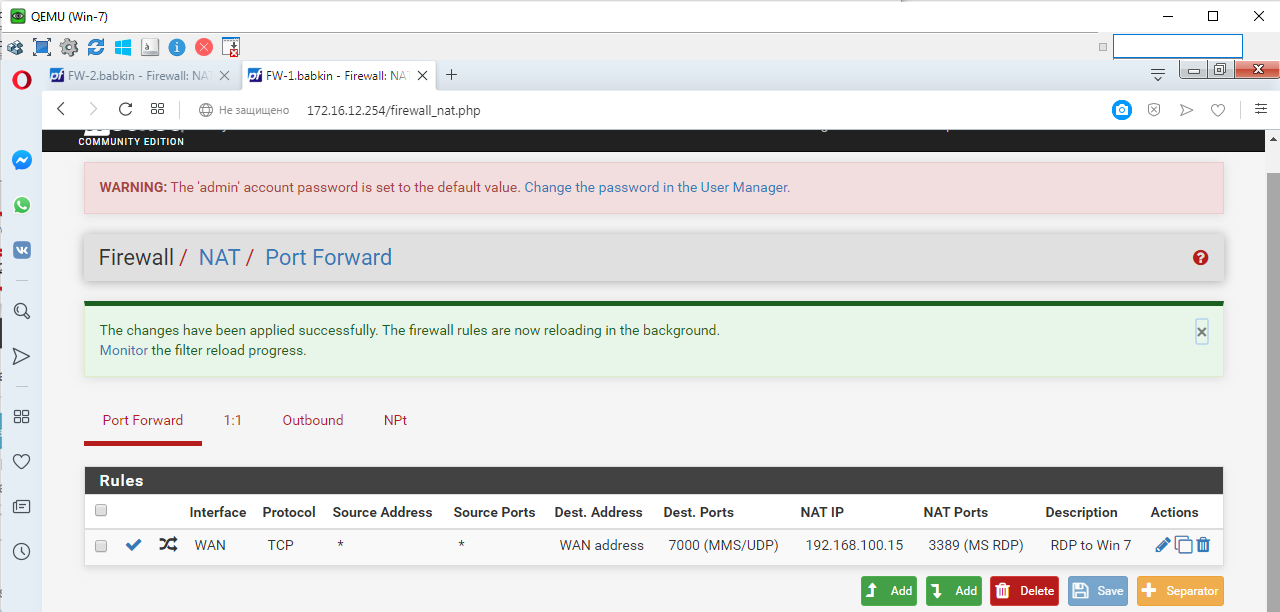 QEMU (Win-7)
FW-2.babkin - Firewall: NAT
FW-1.babkin - Firewall: NAT
Не защищено 172.16.12.254/firewall_nat.php
COMMUNITY EDITION
WARNING: The 'admin' account password is set to the default value. Change the password in the User Manager.
Firewall / NAT / Port Forward
The changes have been applied successfully. The firewall rules are now reloading in the background.
Monitor the filter reload progress.
Port Forward 1:1 Outbound NPt
Rules
Interface Protocol Source Address Source Ports Dest. Address Dest. Ports NAT IP NAT Ports Description Actions
WAN TCP * * WAN address 7000 (MMS/UDP) 192.168.100.15 3389 (MS RDP) RDP to Win 7
Add Add Delete Save Separator